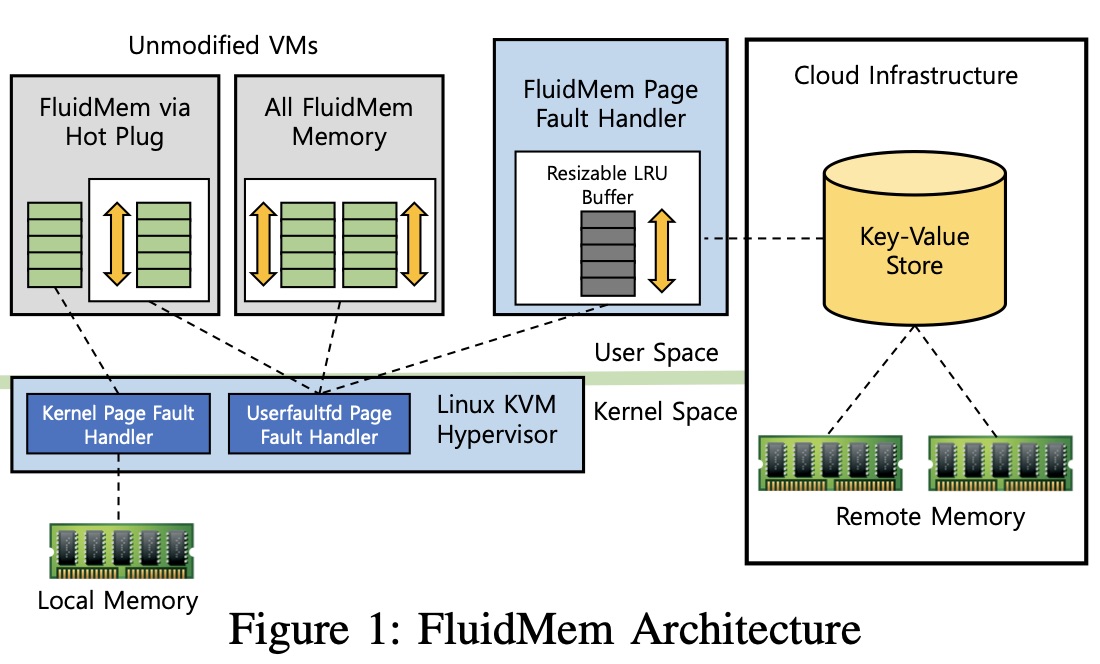 Unmodified VMs
FluidMem via
Hot Plug
All FluidMem
Memory
FluidMem Page
Fault Handler
Resizable LRU
Buffer
Cloud Infrastructure
Key-Value
Store
User Space
Kernel Space
Kernel Page Fault
Handler
Userfaultfd Page
Fault Handler
Linux KVM
Hypervisor
Remote Memory
Local Memory
Figure 1: FluidMem Architecture